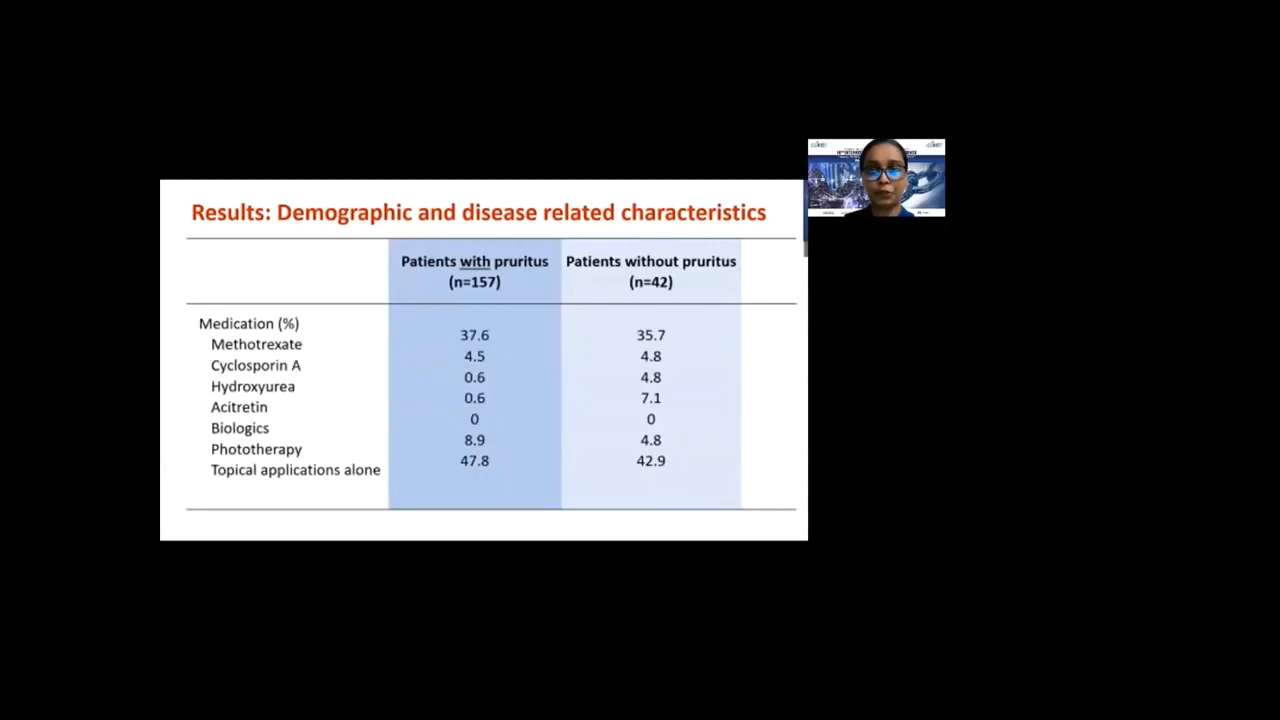 Results: Demographic and disease related characteristics
Patients with pruritus
(n=157)
Patients without pruritus
(n=42)
Medication (%)
Methotrexate 37.6 35.7
Cyclosporin A 4.5 4.8
Hydroxyurea 0.6 4.8
Acitretin 0.6 7.1
Biologics 0 0
Phototherapy 8.9 4.8
Topical applications alone 47.8 42.9